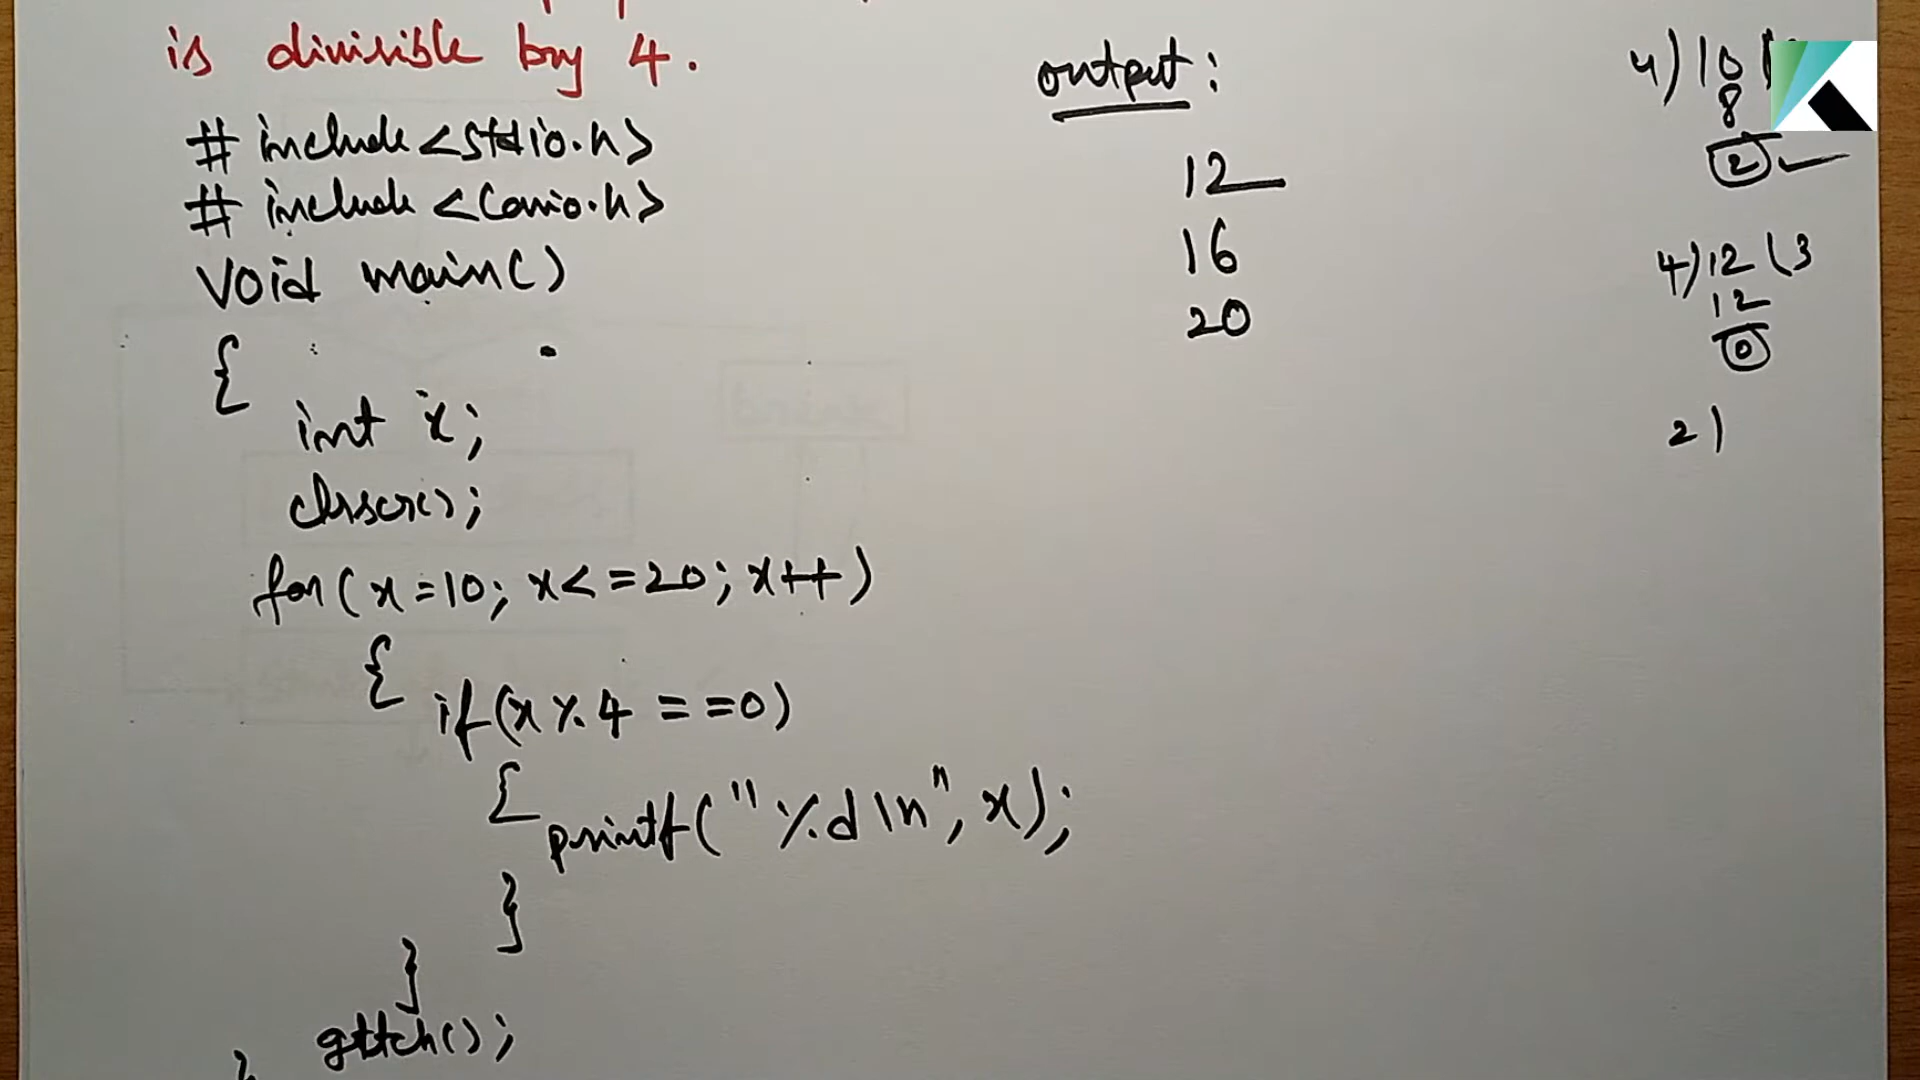 is divisible by 4.
# include <stdio.h>
# include <conio.h>
void main()
{
int x;
clrscr();
for(x=10; x<=20; x++)
{
if(x%4 ==0)
{
printf("%d\n", x);
}
}
getch();
}
output:
12
16
20
4)10(
8
2
4)12(3
12
0
2)